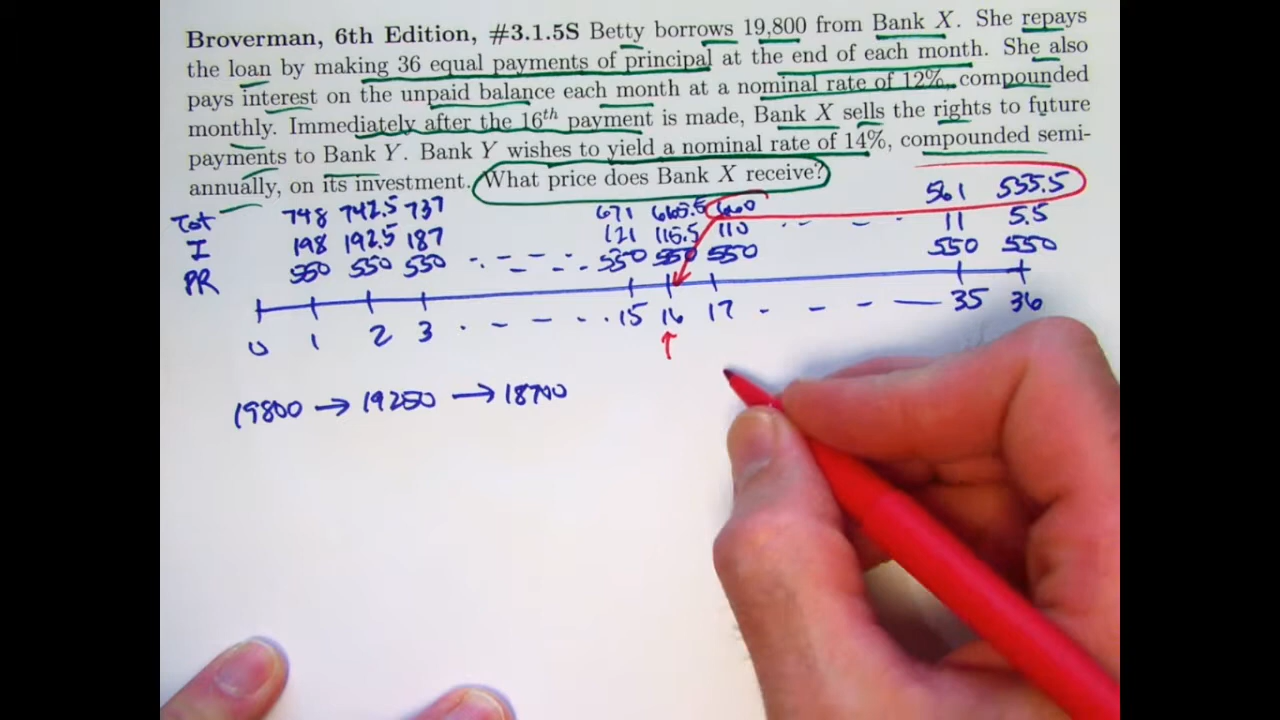 Broverman, 6th Edition, #3.1.5S Betty borrows 19,800 from Bank X. She repays
the loan by making 36 equal payments of principal at the end of each month. She also
pays interest on the unpaid balance each month at a nominal rate of 12%, compounded
monthly. Immediately after the 16th payment is made, Bank X sells the rights to future
payments to Bank Y. Bank Y wishes to yield a nominal rate of 14%, compounded semi-
annually, on its investment. What price does Bank X receive?
Tot 748 742.5 737 671 665.5 660 561 555.5
I 198 192.5 187 121 115.5 110 11 5.5
PR 550 550 550 550 550 550 550 550
0 1 2 3 15 16 17 35 36
19800 → 19250 → 18700